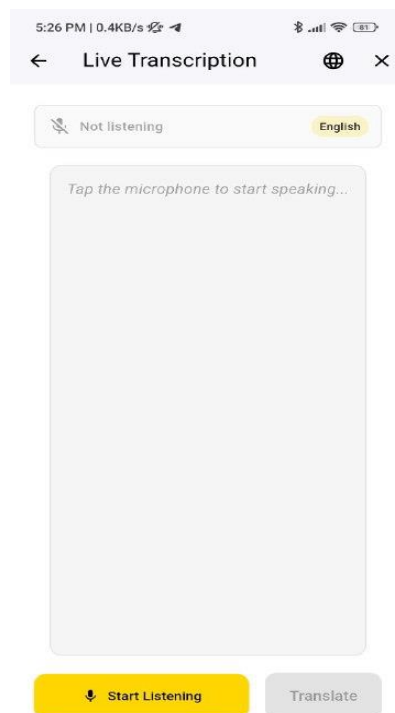 5:26 PM | 0.4KB/s 81
Live Transcription
Not listening English
Tap the microphone to start speaking...
Start Listening Translate